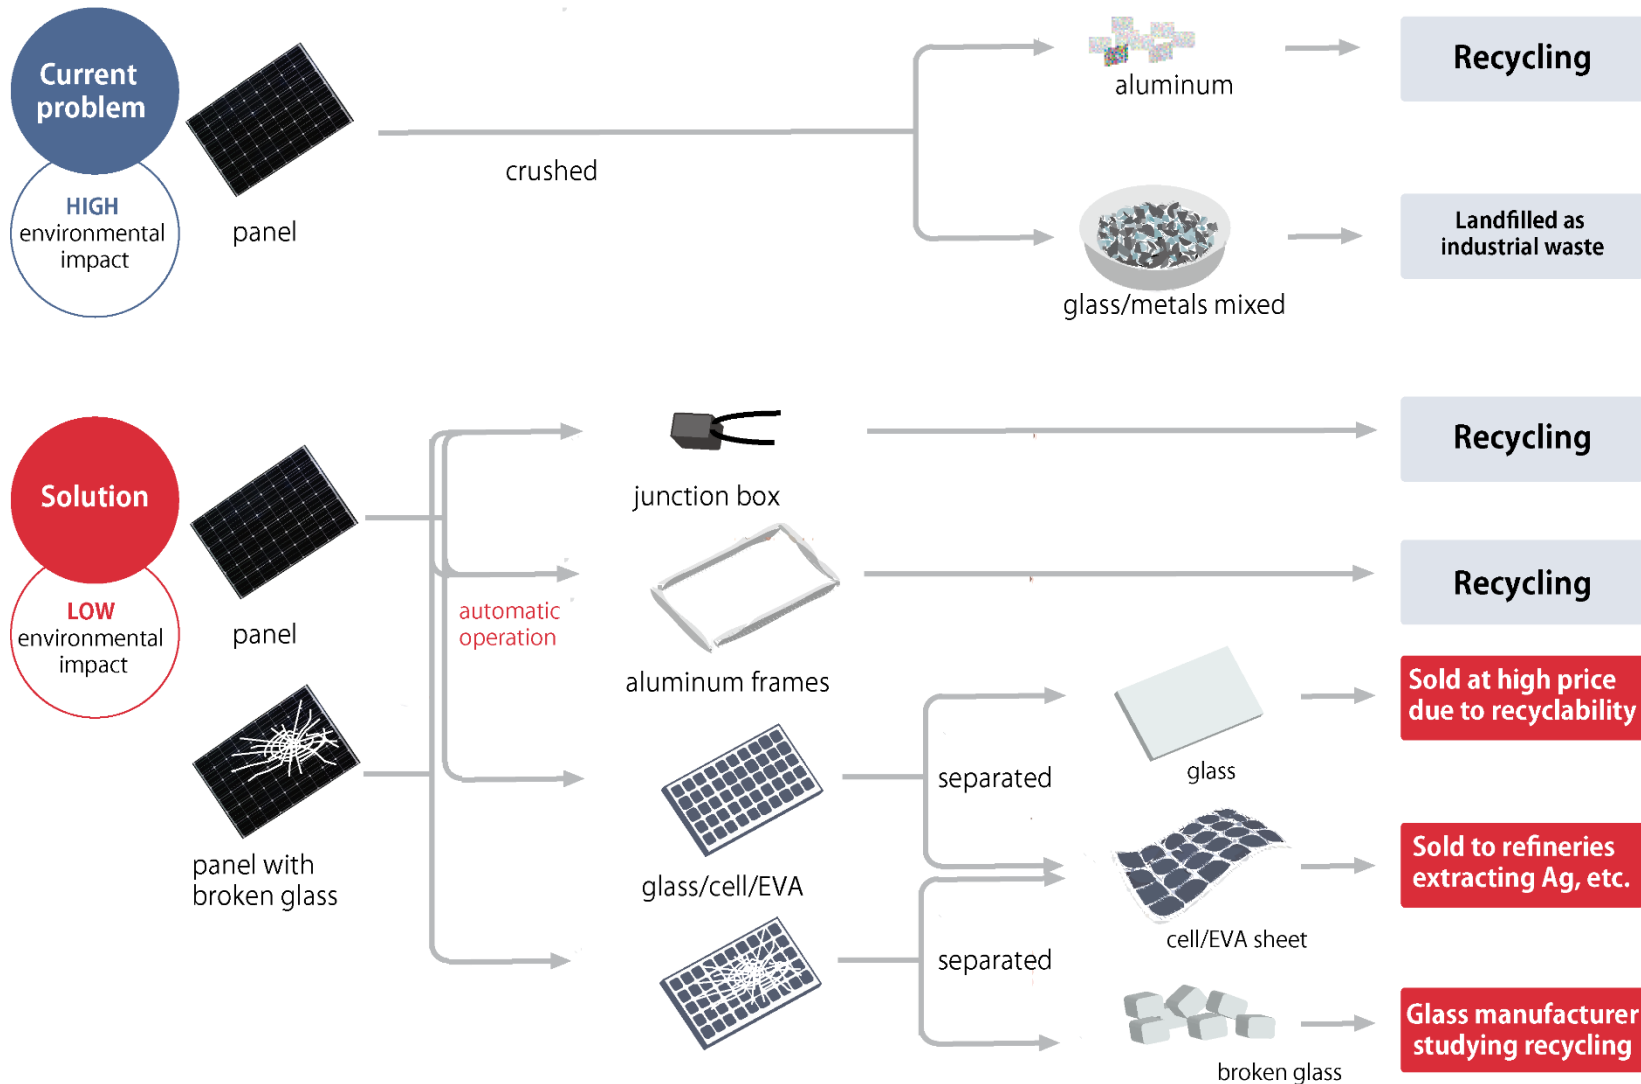 Current
problem
HIGH
environmental
impact
panel
crushed
aluminum
Recycling
glass/metals mixed
Landfilled as
industrial waste
Solution
LOW
environmental
impact
panel
panel with
broken glass
automatic
operation
junction box
Recycling
aluminum frames
Recycling
glass/cell/EVA
separated
glass
Sold at high price
due to recyclability
cell/EVA sheet
Sold to refineries
extracting Ag, etc.
separated
broken glass
Glass manufacturer
studying recycling